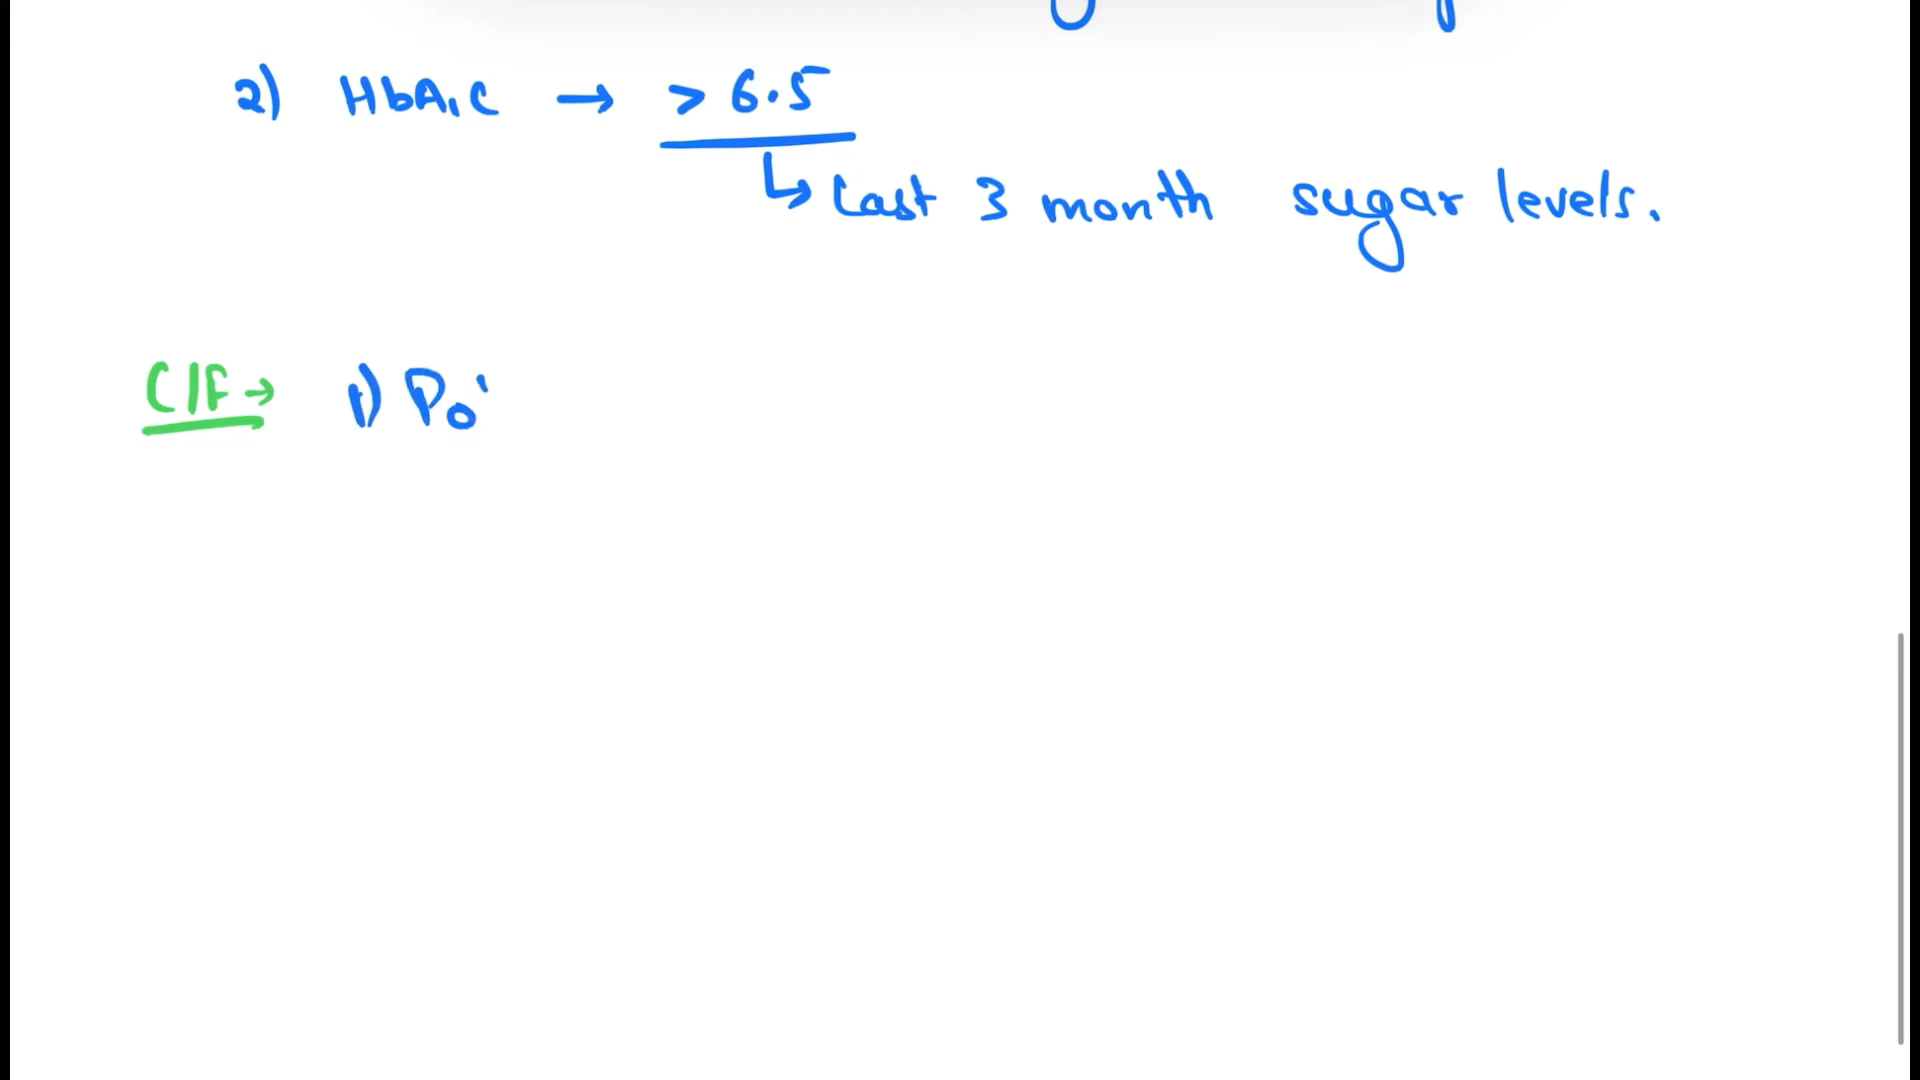 2) HbA1C → > 6.5
↳ Last 3 month sugar levels.
C/F → 1) Po